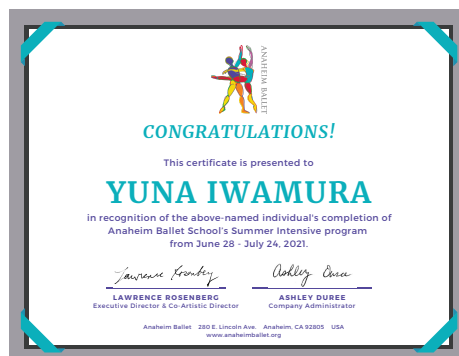 ANAHEIM BALLET
CONGRATULATIONS!
This certificate is presented to
YUNA IWAMURA
in recognition of the above-named individual's completion of
Anaheim Ballet School's Summer Intensive program
from June 28 - July 24, 2021.
Lawrence Rosenberg Ashley Duree
LAWRENCE ROSENBERG ASHLEY DUREE
Executive Director & Co-Artistic Director Company Administrator
Anaheim Ballet 280 E. Lincoln Ave. Anaheim, CA 92805 USA
www.anaheimballet.org